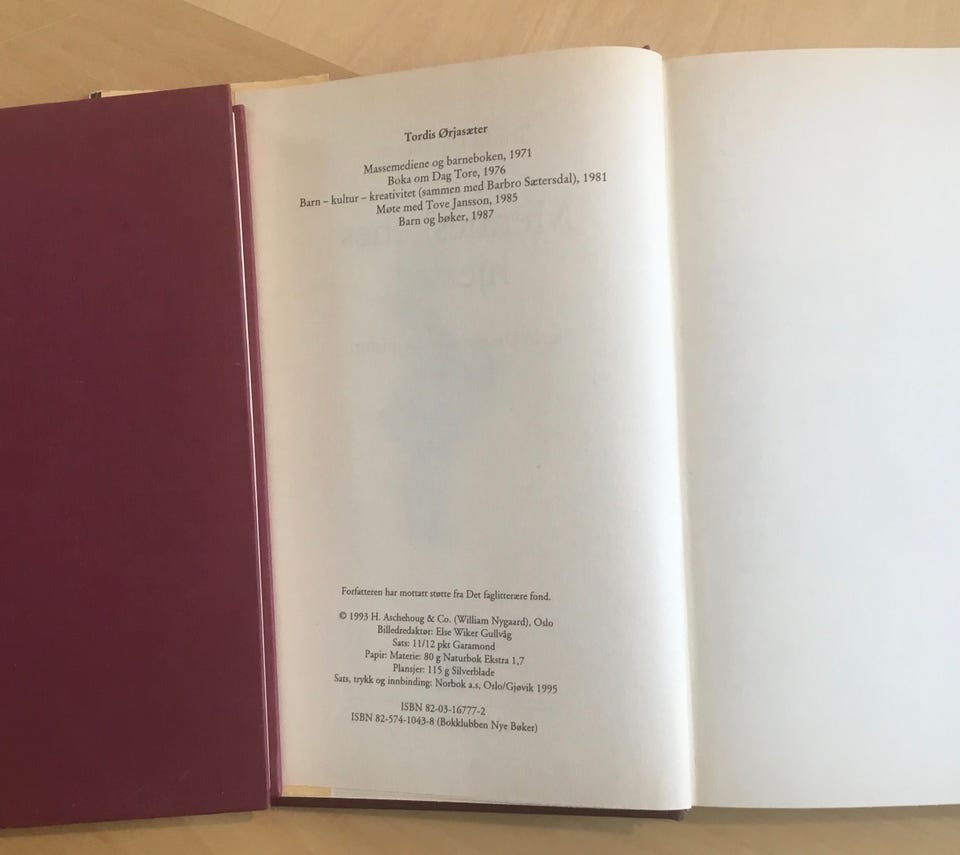 Tordis Ørjasæter
Massemediene og barneboken, 1971
Boka om Dag Tore, 1976
Barn – kultur – kreativitet (sammen med Barbro Sætersdal), 1981
Møte med Tove Jansson, 1985
Barn og bøker, 1987
Forfatteren har mottatt støtte fra Det faglitterære fond.
© 1993 H. Aschehoug & Co. (William Nygaard), Oslo
Billedredaktør: Else Wiker Gullvåg
Sats: 11/12 pkt Garamond
Papir: Materie: 80 g Naturbok Ekstra 1,7
Plansjer: 115 g Silverblade
Sats, trykk og innbinding: Norbok a.s, Oslo/Gjøvik 1995
ISBN 82-03-16777-2
ISBN 82-574-1043-8 (Bokklubben Nye Bøker)